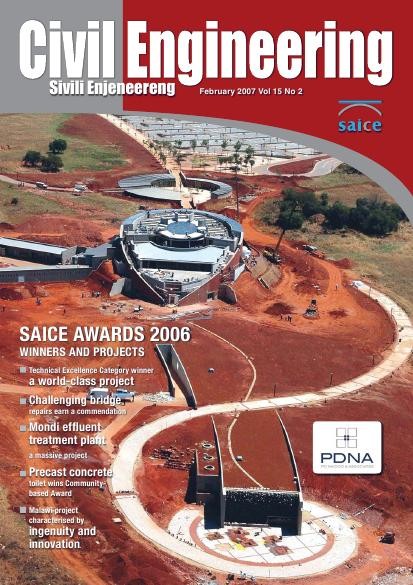 Civil Engineering
Sivili Enjeneereng
February 2007 Vol 15 No 2
saice
SAICE AWARDS 2006
WINNERS AND PROJECTS
Technical Excellence Category winner
a world-class project
Challenging bridge
repairs earn a commendation
Mondi effluent
treatment plant
a massive project
Precast concrete
toilet wins Community-
based Award
Malawi project
characterised by
ingenuity and
innovation
PDNA